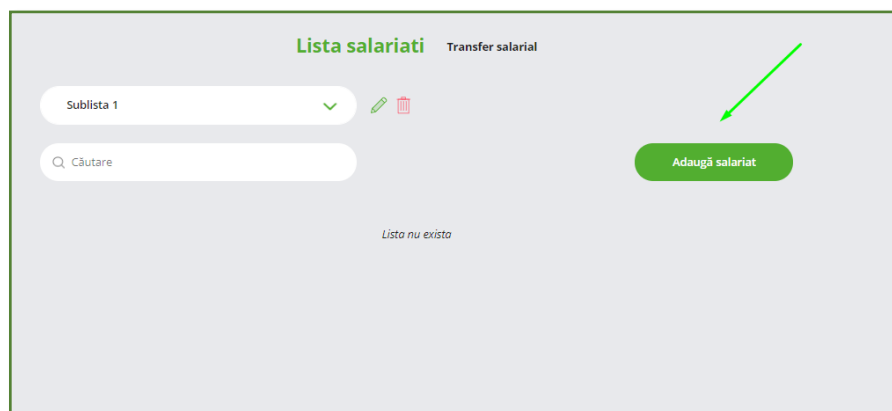 Lista salariati Transfer salarial
Sublista 1
Căutare
Adaugă salariat
Lista nu exista